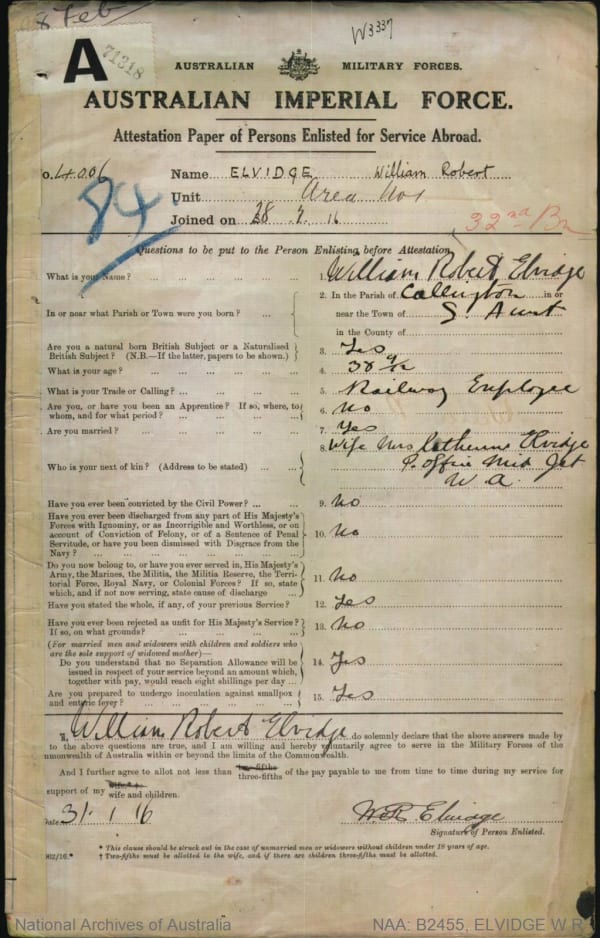 8 Feb
W3337
A
71318
AUSTRALIAN MILITARY FORCES.
AUSTRALIAN IMPERIAL FORCE.
Attestation Paper of Persons Enlisted for Service Abroad.
o. 4006 Name ELVIDGE William Robert
84
Unit Area No 1
Joined on 28 7. 16
32nd Bn
Questions to be put to the Person Enlisting before Attestation.
What is your Name? ... 1. William Robert Elvidge
In or near what Parish or Town were you born? ... 2. In the Parish of Callington in or
near the Town of S. Aust
in the County of
Are you a natural born British Subject or a Naturalised
British Subject? (N.B.—If the latter, papers to be shown.) 3. Yes
What is your age? ... 4. 38 9/12
What is your Trade or Calling? ... 5. Railway Employee
Are you, or have you been an Apprentice? If so, where, to
whom, and for what period? ... 6. No
Are you married? ... 7. Yes
Who is your next of kin? (Address to be stated) ... 8. Wife Mrs Catherine Elvidge
P. Office Mid Jct
W. A.
Have you ever been convicted by the Civil Power? ... 9. No
Have you ever been discharged from any part of His Majesty's
Forces with Ignominy, or as Incorrigible and Worthless, or on
account of Conviction of Felony, or of a Sentence of Penal
Servitude, or have you been Dismissed with Disgrace from the
Navy? ... 10. No
Do you now belong to, or have you ever served in, His Majesty's
Army, the Marines, the Militia, the Militia Reserve, the Terri-
torial Force, Royal Navy, or Colonial Forces? If so, state
which, and if not now serving, state cause of discharge ... 11. No
Have you stated the whole, if any, of your previous Service? 12. Yes
Have you ever been rejected as unfit for His Majesty's Service?
If so, on what grounds? ... 13. No
(For married men and widowers with children and soldiers who
are the sole support of widowed mother)—
Do you understand that no Separation Allowance will be
issued in respect of your service beyond an amount which,
together with pay, would reach eight shillings per day ... 14. Yes
Are you prepared to undergo inoculation against smallpox
and enteric fever? ... 15. Yes
I, William Robert Elvidge do solemnly declare that the above answers made by
to the above questions are true, and I am willing and hereby voluntarily agree to serve in the Military Forces of the
mmonwealth of Australia within or beyond the limits of the Commonwealth.
And I further agree to allot not less than two-fifths three-fifths of the pay payable to me from time to time during my service for
support of my wife and children.
Date 31. 1 16 W. R. Elvidge
Signature of Person Enlisted.
* This clause should be struck out in the case of unmarried men or widowers without children under 18 years of age.
862/16.* † Two-fifths must be allotted to the wife, and if there are children three-fifths must be allotted.
National Archives of Australia NAA: B2455, ELVIDGE W R